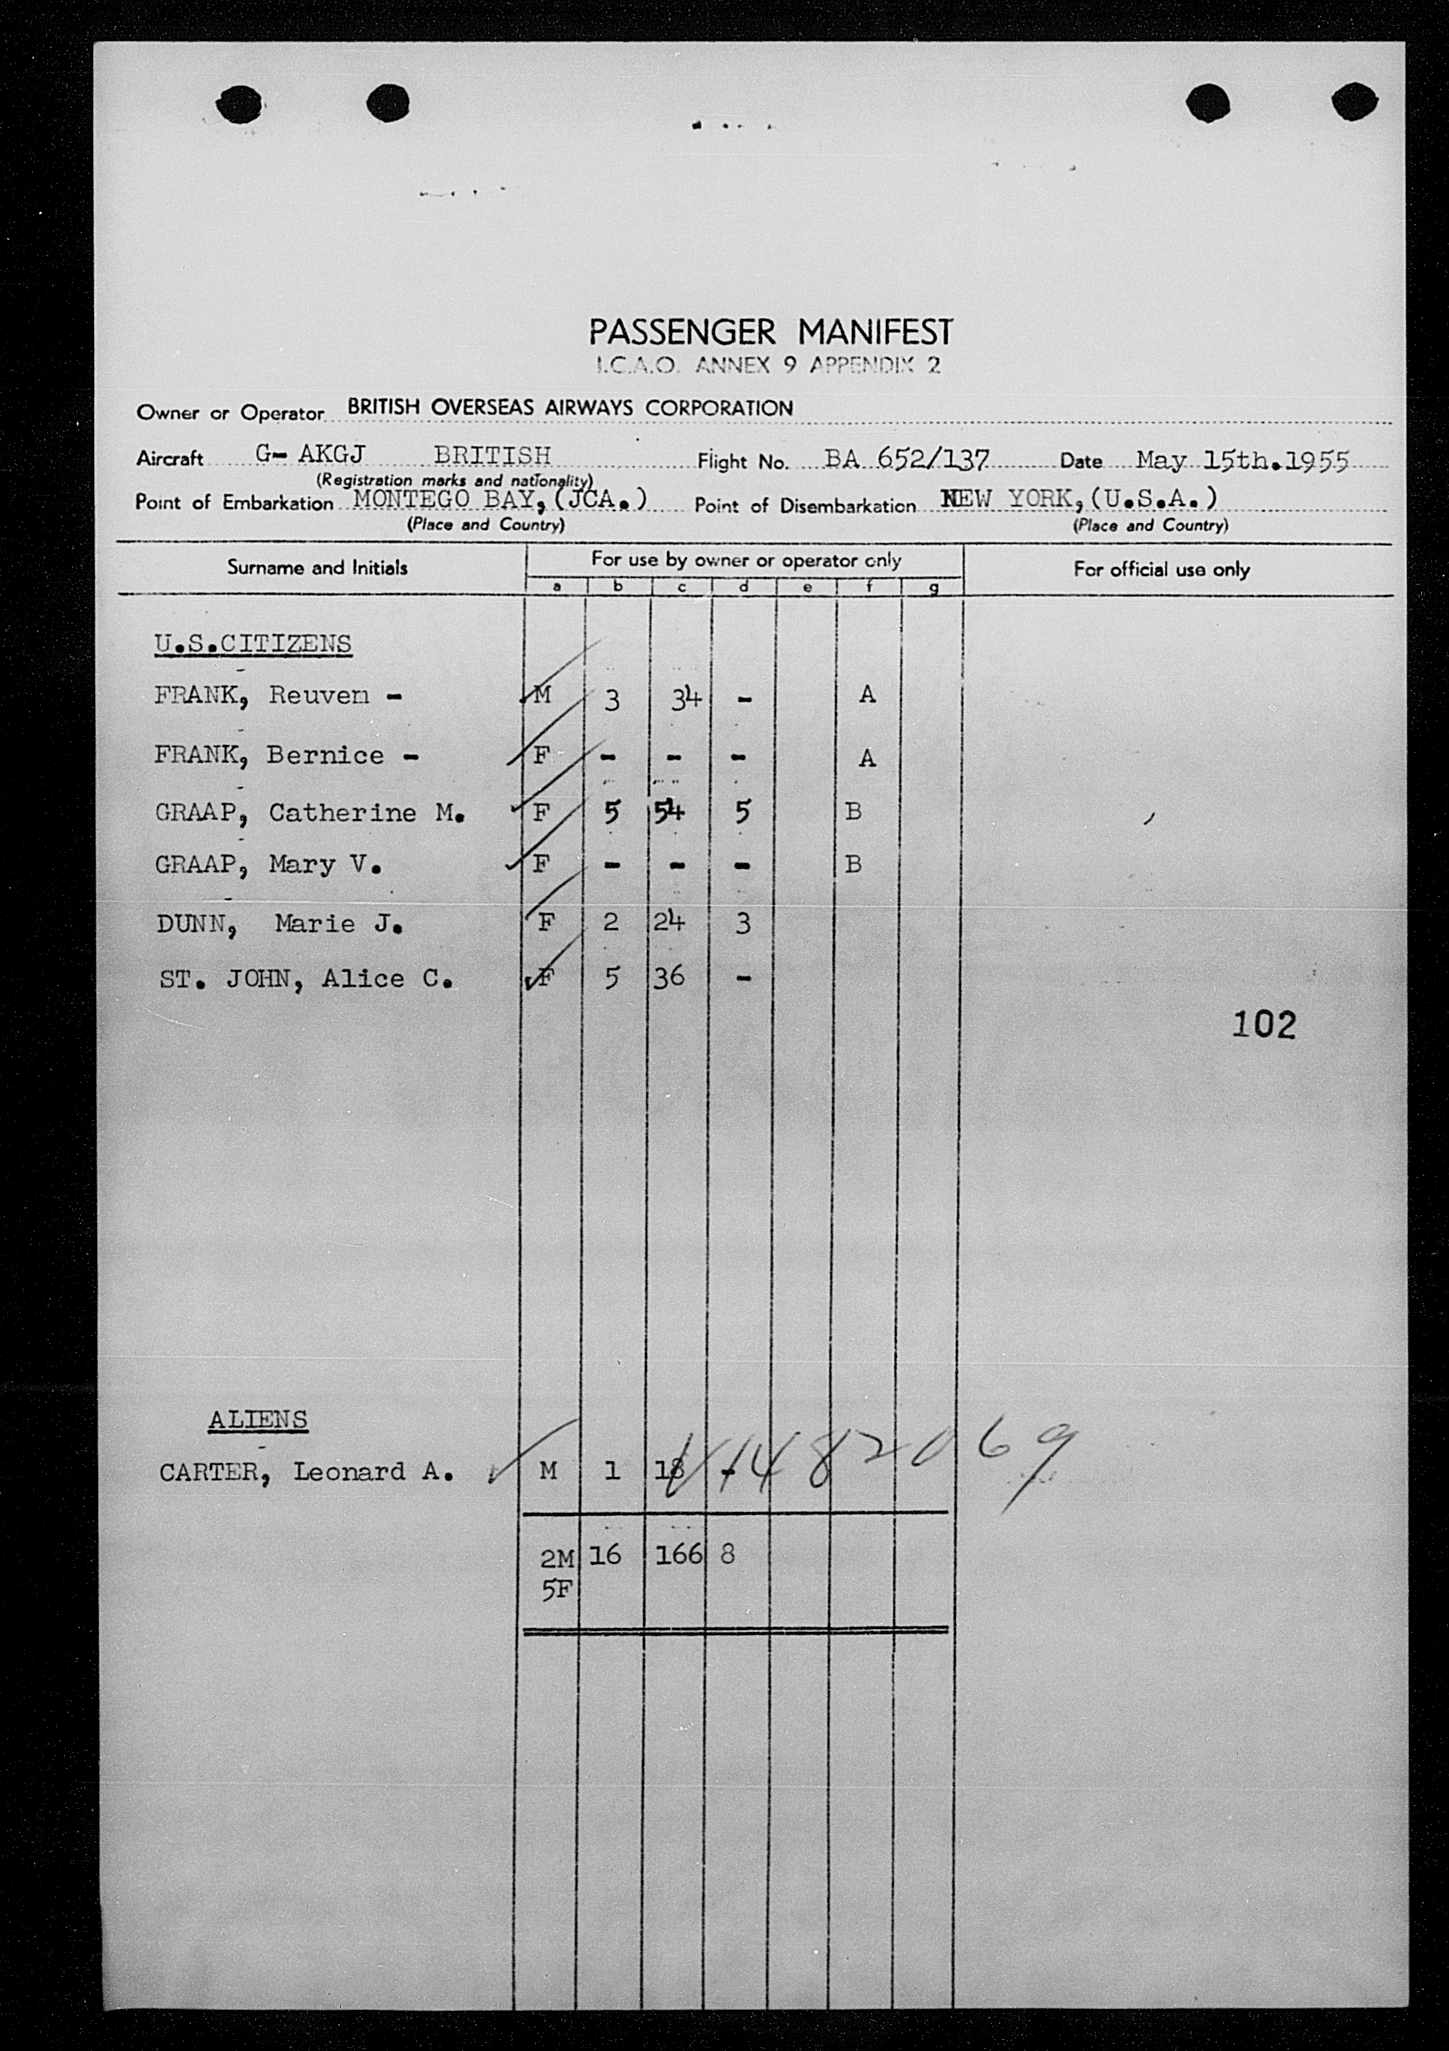 PASSENGER MANIFEST
I.C.A.O. ANNEX 9 APPENDIX 2
Owner or Operator BRITISH OVERSEAS AIRWAYS CORPORATION
Aircraft G- AKGJ BRITISH Flight No. BA 652/137 Date May 15th.1955
(Registration marks and nationality)
Point of Embarkation MONTEGO BAY, (JCA.) Point of Disembarkation NEW YORK, (U.S.A.)
(Place and Country) (Place and Country)
Surname and Initials For use by owner or operator only For official use only
a b c d e f g
U.S.CITIZENS
FRANK, Reuven - M 3 34 - A
FRANK, Bernice - F - - - A
GRAAP, Catherine M. F 5 54 5 B
GRAAP, Mary V. F - - - B
DUNN, Marie J. F 2 24 3
ST. JOHN, Alice C. F 5 36 -
102
ALIENS
CARTER, Leonard A. M 1 18 -
2M 16 166 8
5F